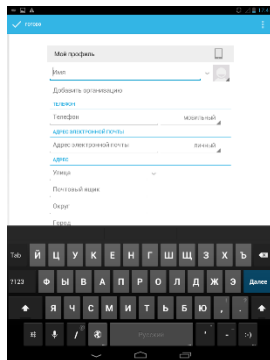 ГОТОВО
Мой профиль
Имя
Добавить организацию
ТЕЛЕФОН
Телефон МОБИЛЬНЫЙ
АДРЕС ЭЛЕКТРОННОЙ ПОЧТЫ
Адрес электронной почты ЛИЧНЫЙ
АДРЕС
Улица
Почтовый ящик
Округ
Город
Tab Й Ц У К Е Н Г Ш Щ З Х Ъ
?123 Ф Ы В А П Р О Л Д Ж Э Далее
Я Ч С М И Т Ь Б Ю , ! . ?
/ Русский ' - :-)